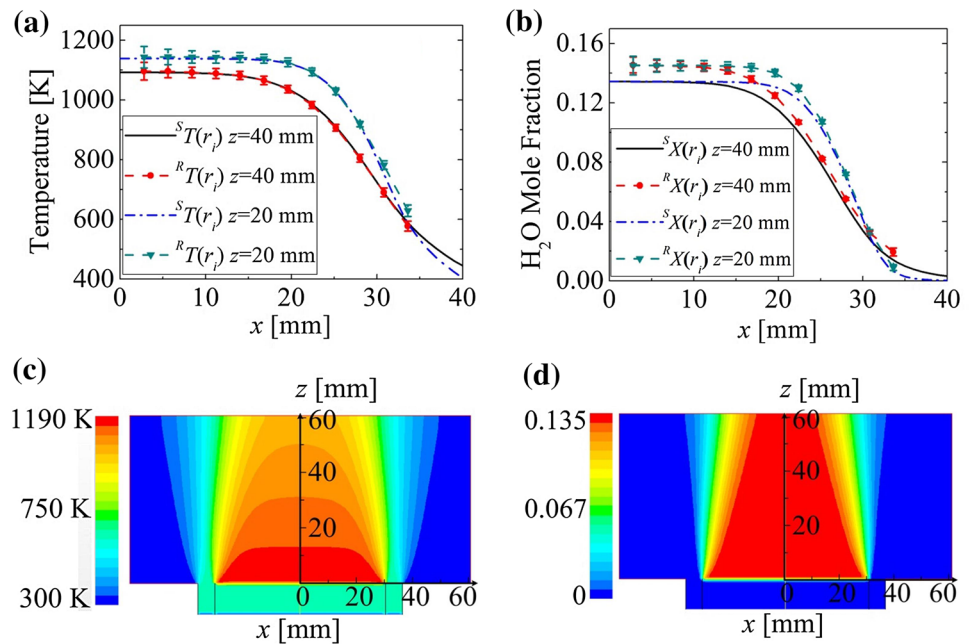 (a)
1200
1000
800
600
400
Temperature [K]
ST(ri) z=40 mm
RT(ri) z=40 mm
ST(ri) z=20 mm
RT(ri) z=20 mm
0 10 20 30 40
x [mm]
(b)
0.16
0.12
0.08
0.04
0.00
H2O Mole Fraction
SX(ri) z=40 mm
RX(ri) z=40 mm
SX(ri) z=20 mm
RX(ri) z=20 mm
0 10 20 30 40
x [mm]
(c)
z [mm]
1190 K
750 K
300 K
60
40
20
0 20 40 60
x [mm]
(d)
z [mm]
0.135
0.067
0
60
40
20
0 20 40 60
x [mm]